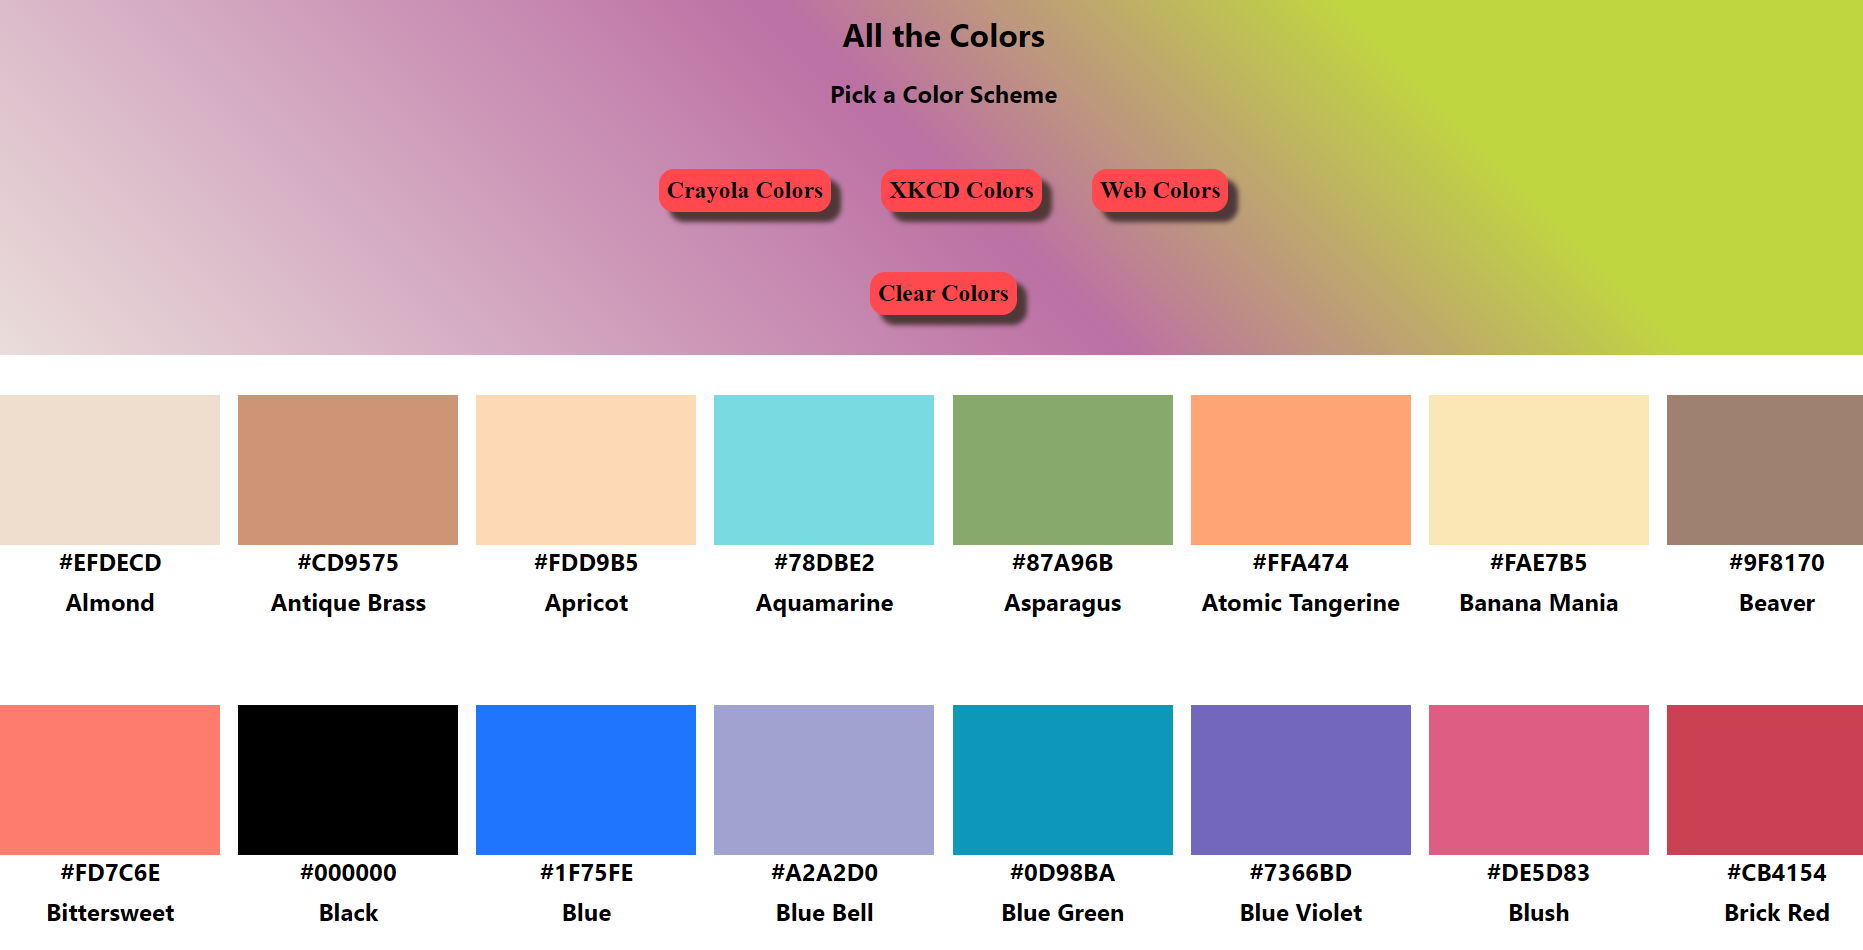 All the Colors
Pick a Color Scheme
Crayola Colors XKCD Colors Web Colors
Clear Colors
#EFDECD #CD9575 #FDD9B5 #78DBE2 #87A96B #FFA474 #FAE7B5 #9F8170
Almond Antique Brass Apricot Aquamarine Asparagus Atomic Tangerine Banana Mania Beaver
#FD7C6E #000000 #1F75FE #A2A2D0 #0D98BA #7366BD #DE5D83 #CB4154
Bittersweet Black Blue Blue Bell Blue Green Blue Violet Blush Brick Red